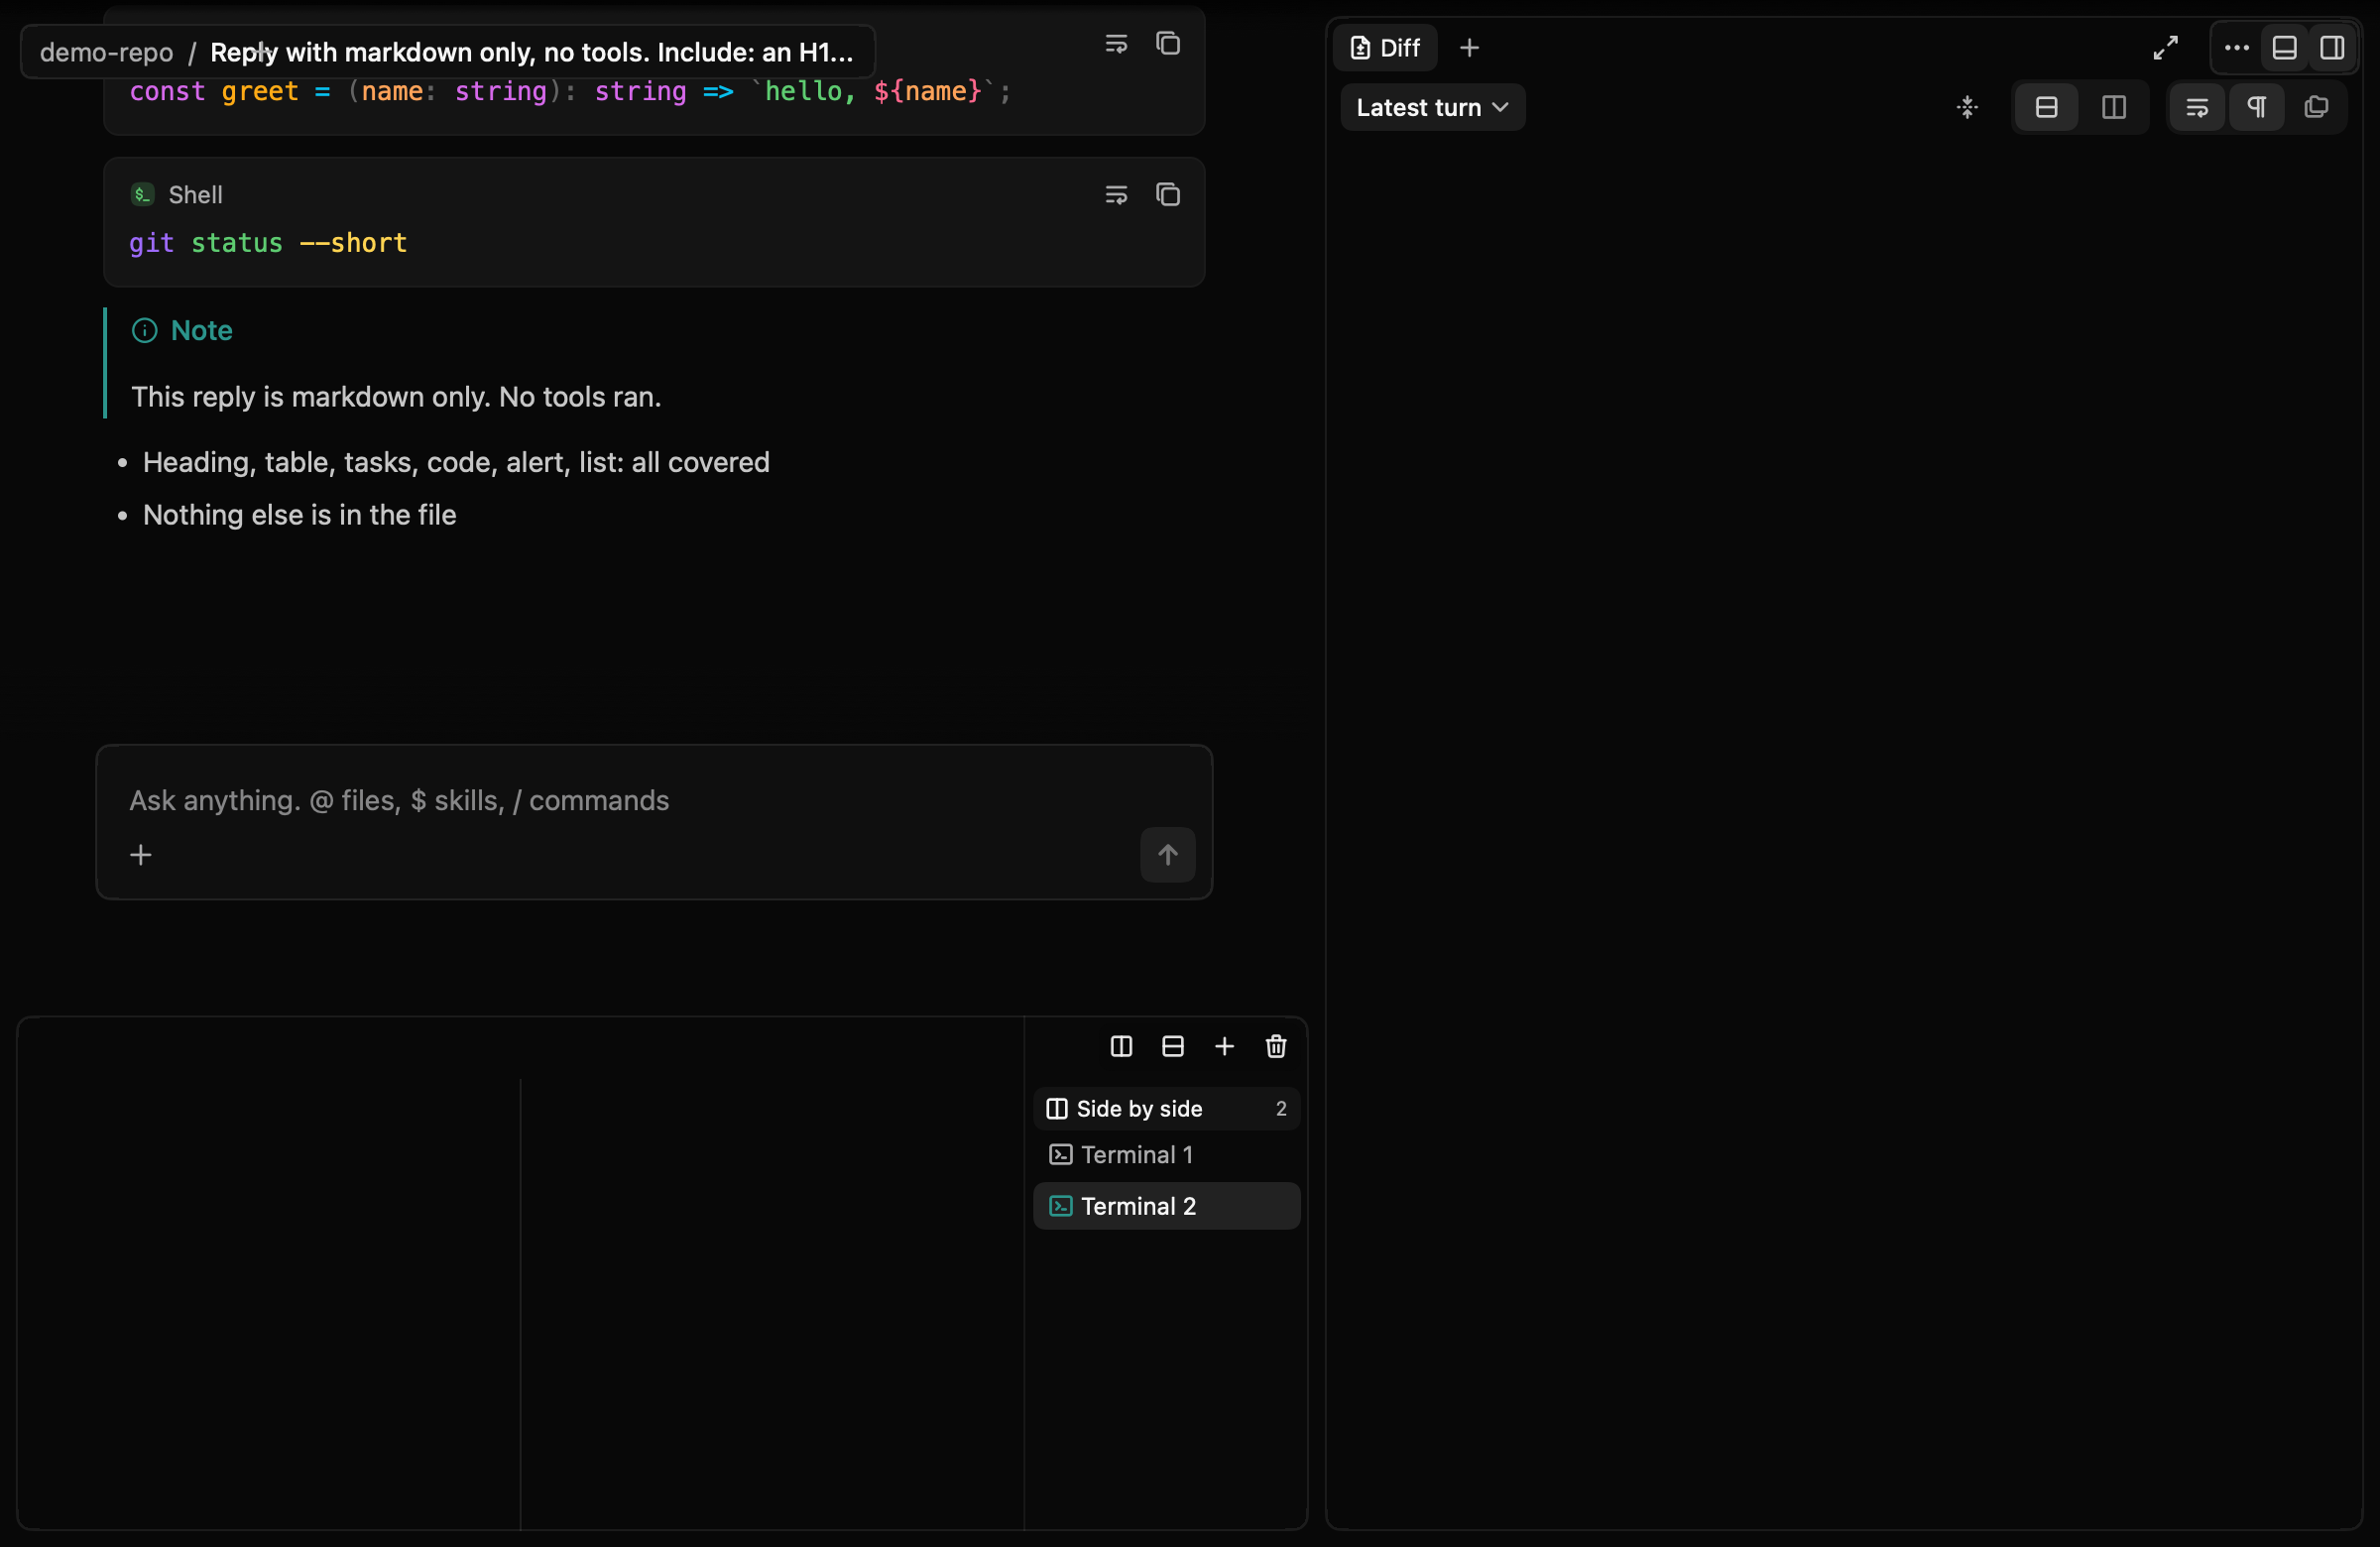 demo-repo / Reply with markdown only, no tools. Include: an H1...
const greet = (name: string): string => `hello, ${name}`;
$_ Shell
git status --short
Note
This reply is markdown only. No tools ran.
• Heading, table, tasks, code, alert, list: all covered
• Nothing else is in the file
Ask anything. @ files, $ skills, / commands
Side by side 2
Terminal 1
Terminal 2
Diff
Latest turn